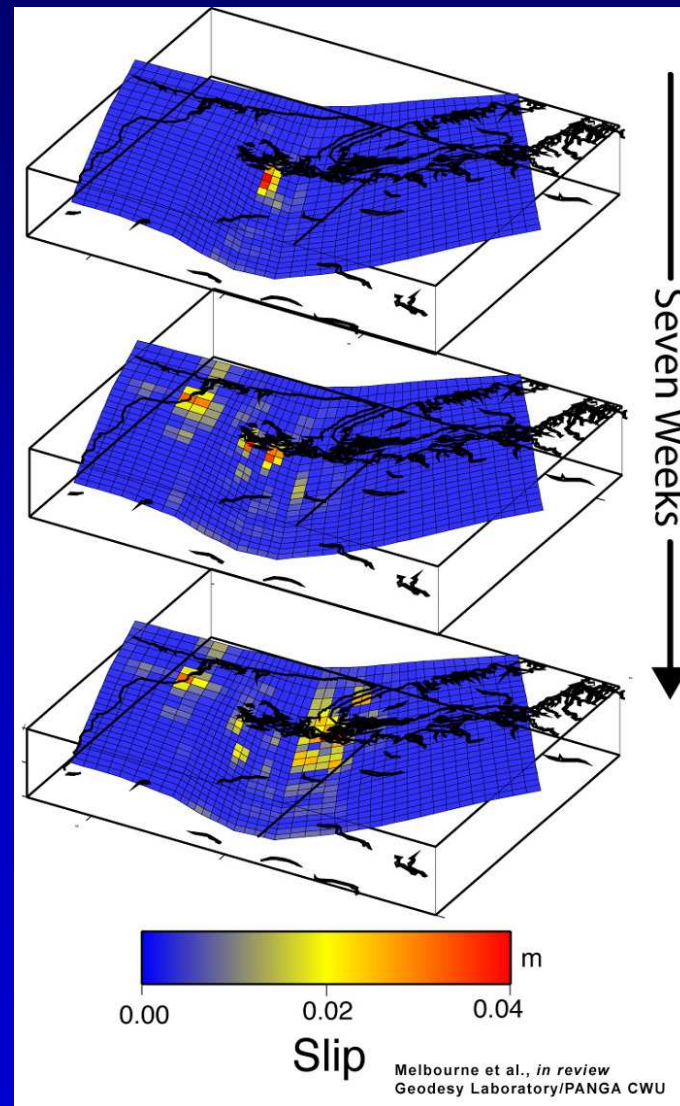 Seven Weeks
m
0.00
0.02
0.04
Slip
Melbourne et al., in review
Geodesy Laboratory/PANGA CWU